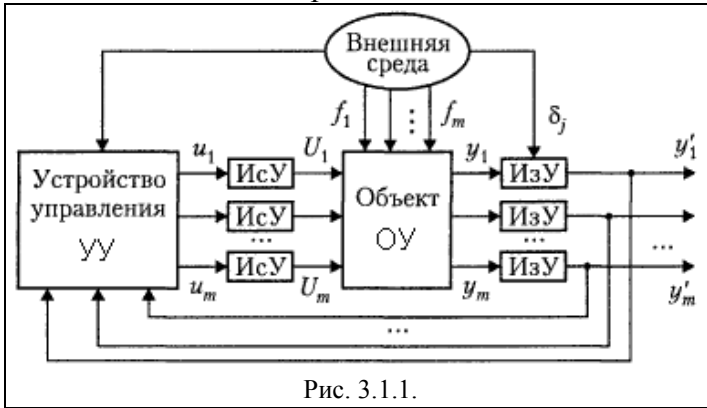 Внешняя
среда
f₁ ⋮ fₘ δⱼ
u₁ U₁ y₁ y′₁
Устройство
управления
УУ
ИсУ
ИсУ
...
ИсУ
Объект
ОУ
ИзУ
ИзУ
...
ИзУ
...
uₘ Uₘ yₘ y′ₘ
...
Рис. 3.1.1.